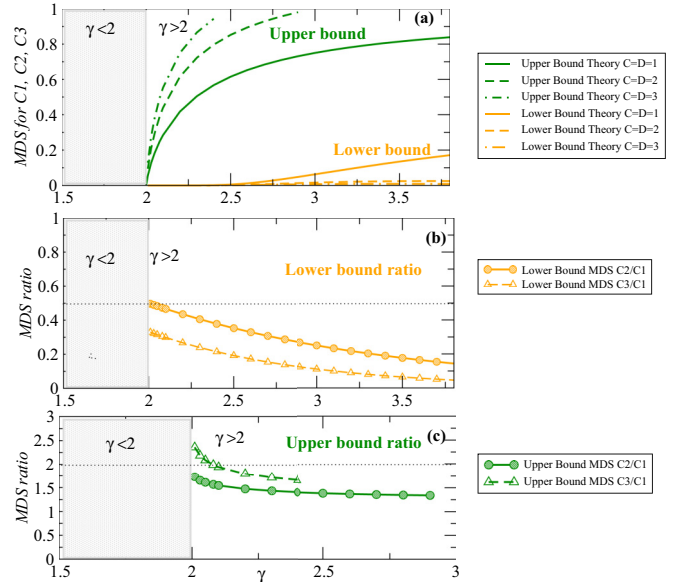 MDS for C1, C2, C3
1
0.8
0.6
0.4
0.2
0
γ<2
γ>2
(a)
Upper bound
Lower bound
1.5
2
2.5
3
3.5
Upper Bound Theory C=D=1
Upper Bound Theory C=D=2
Upper Bound Theory C=D=3
Lower Bound Theory C=D=1
Lower Bound Theory C=D=2
Lower Bound Theory C=D=3
MDS ratio
1
0.8
0.6
0.4
0.2
0
γ<2
γ>2
(b)
Lower bound ratio
1.5
2
2.5
3
3.5
Lower Bound MDS C2/C1
Lower Bound MDS C3/C1
MDS ratio
3
2.5
2
1.5
1
0.5
0
γ<2
γ>2
(c)
Upper bound ratio
1.5
2
2.5
3
γ
Upper Bound MDS C2/C1
Upper Bound MDS C3/C1